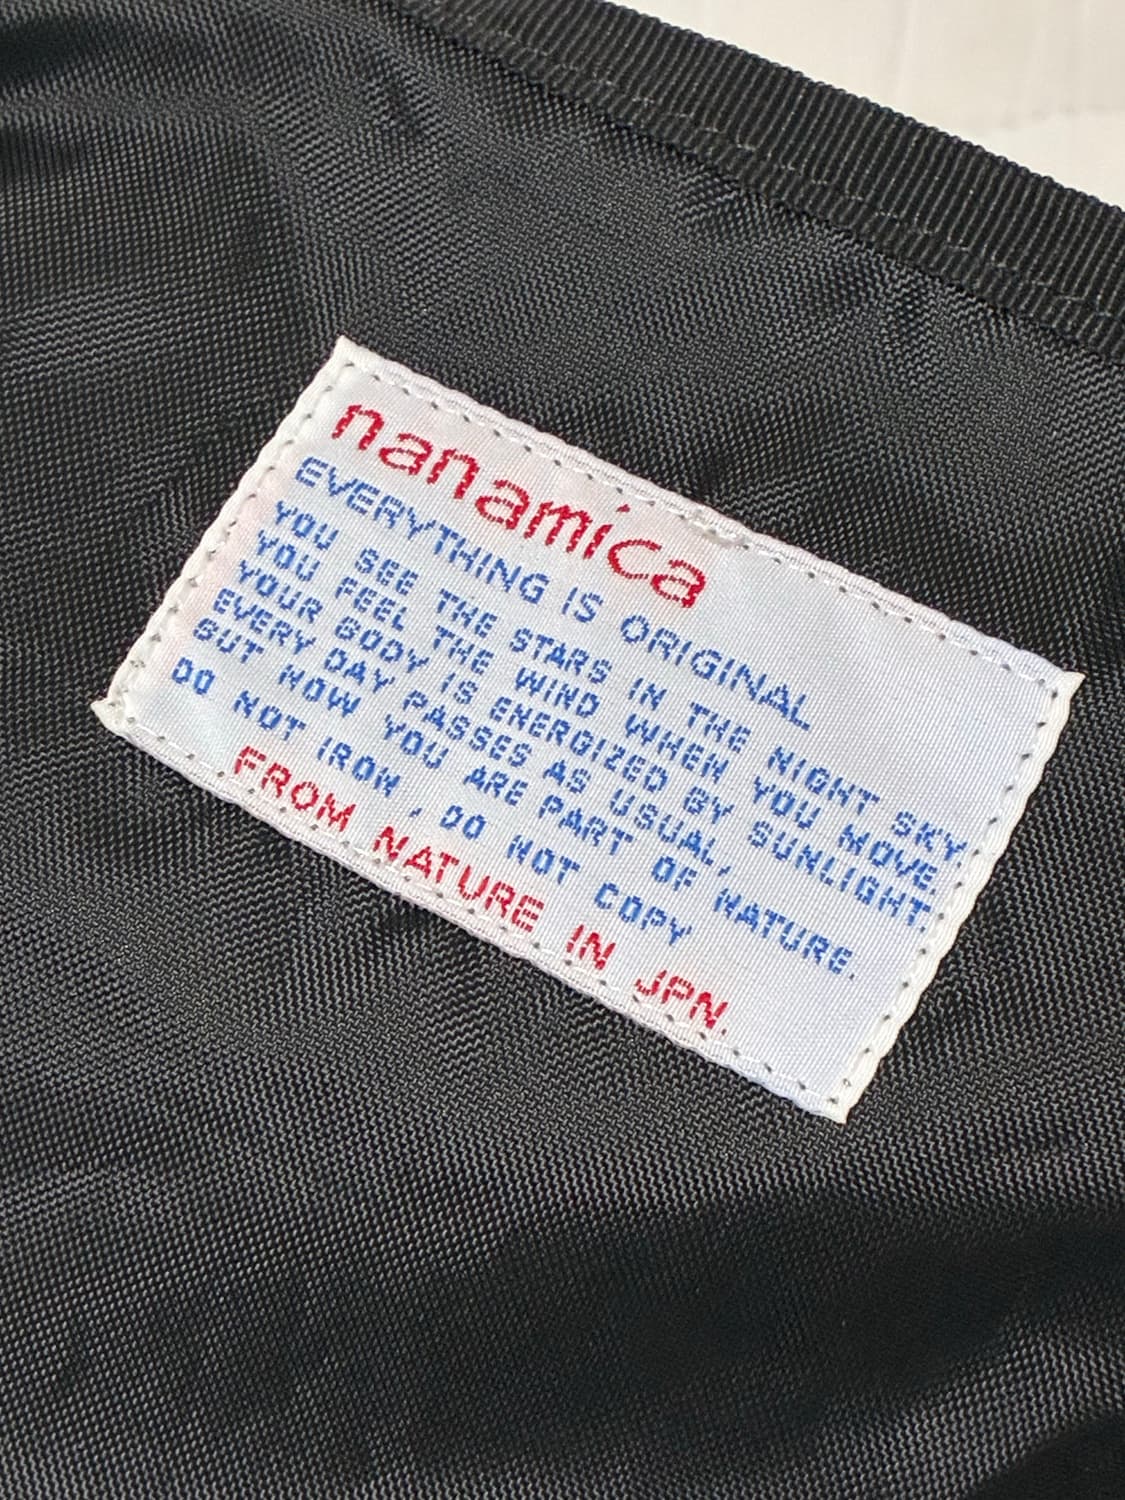 nanamica
EVERYTHING IS ORIGINAL
YOU SEE THE STARS IN THE NIGHT SKY.
YOU FEEL THE WIND WHEN YOU MOVE.
YOUR BODY IS ENERGIZED BY SUNLIGHT.
EVERY DAY PASSES AS USUAL,
BUT NOW YOU ARE PART OF NATURE.
DO NOT IRON, DO NOT COPY
FROM NATURE IN JPN.